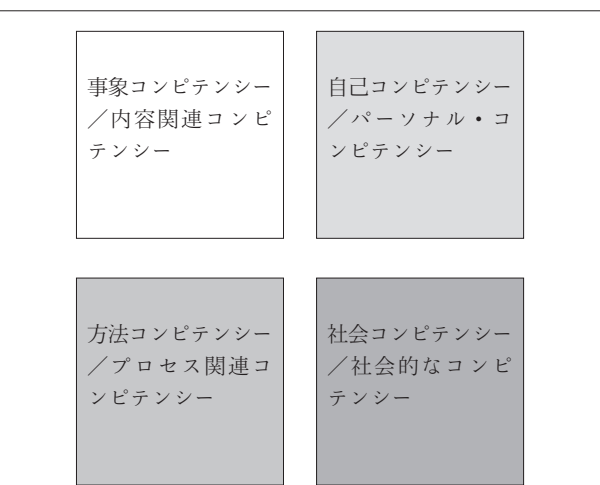 事象コンピテンシー
／内容関連コンピ
テンシー
自己コンピテンシー
／パーソナル・コ
ンピテンシー
方法コンピテンシー
／プロセス関連コ
ンピテンシー
社会コンピテンシー
／社会的なコンピ
テンシー